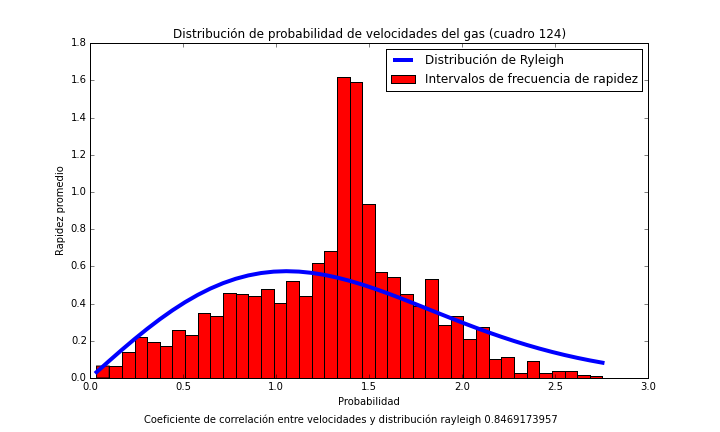 Distribución de probabilidad de velocidades del gas (cuadro 124)
1.8
1.6
1.4
1.2
1.0
0.8
0.6
0.4
0.2
0.0
Rapidez promedio
Distribución de Ryleigh
Intervalos de frecuencia de rapidez
0.0 0.5 1.0 1.5 2.0 2.5 3.0
Probabilidad
Coeficiente de correlación entre velocidades y distribución rayleigh 0.8469173957